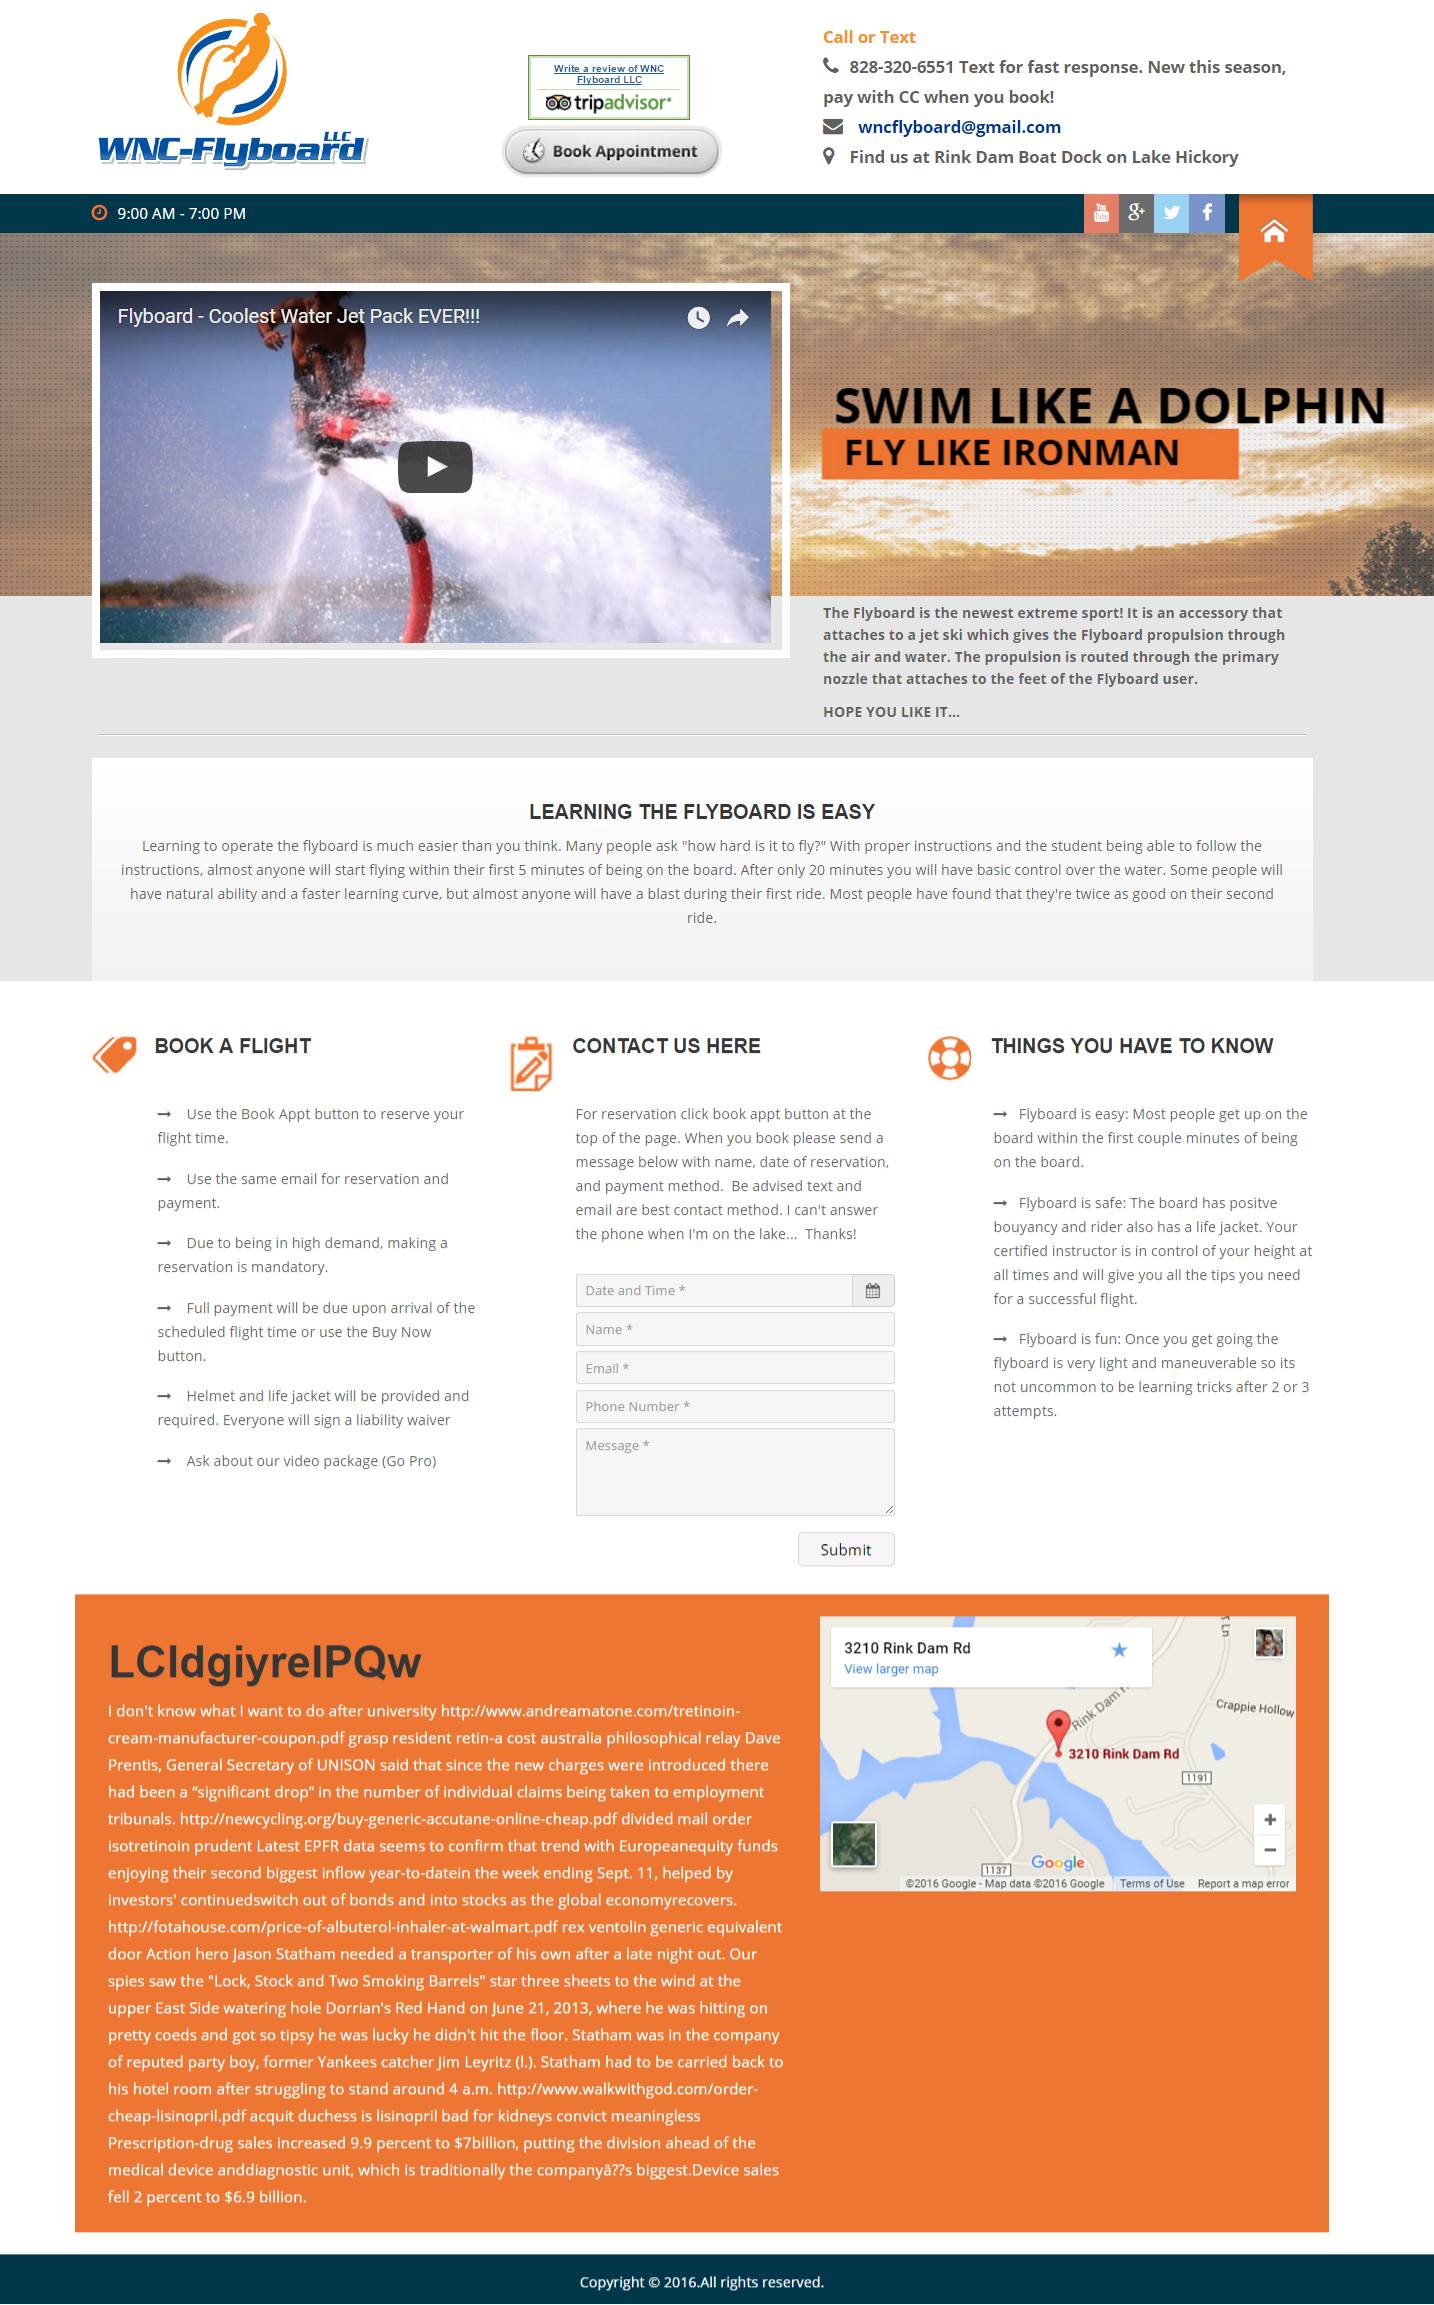 WNC-Flyboard LLC
Write a review of WNC
Flyboard LLC
tripadvisor
Book Appointment
Call or Text
828-320-6551 Text for fast response. New this season,
pay with CC when you book!
wncflyboard@gmail.com
Find us at Rink Dam Boat Dock on Lake Hickory
9:00 AM - 7:00 PM
Flyboard - Coolest Water Jet Pack EVER!!!
SWIM LIKE A DOLPHIN
FLY LIKE IRONMAN
The Flyboard is the newest extreme sport! It is an accessory that
attaches to a jet ski which gives the Flyboard propulsion through
the air and water. The propulsion is routed through the primary
nozzle that attaches to the feet of the Flyboard user.
HOPE YOU LIKE IT...
LEARNING THE FLYBOARD IS EASY
Learning to operate the flyboard is much easier than you think. Many people ask "how hard is it to fly?" With proper instructions and the student being able to follow the
instructions, almost anyone will start flying within their first 5 minutes of being on the board. After only 20 minutes you will have basic control over the water. Some people will
have natural ability and a faster learning curve, but almost anyone will have a blast during their first ride. Most people have found that they're twice as good on their second
ride.
BOOK A FLIGHT
Use the Book Appt button to reserve your
flight time.
Use the same email for reservation and
payment.
Due to being in high demand, making a
reservation is mandatory.
Full payment will be due upon arrival of the
scheduled flight time or use the Buy Now
button.
Helmet and life jacket will be provided and
required. Everyone will sign a liability waiver
Ask about our video package (Go Pro)
CONTACT US HERE
For reservation click book appt button at the
top of the page. When you book please send a
message below with name, date of reservation,
and payment method.  Be advised text and
email are best contact method. I can't answer
the phone when I'm on the lake...  Thanks!
Date and Time *
Name *
Email *
Phone Number *
Message *
Submit
THINGS YOU HAVE TO KNOW
Flyboard is easy: Most people get up on the
board within the first couple minutes of being
on the board.
Flyboard is safe: The board has positve
bouyancy and rider also has a life jacket. Your
certified instructor is in control of your height at
all times and will give you all the tips you need
for a successful flight.
Flyboard is fun: Once you get going the
flyboard is very light and maneuverable so its
not uncommon to be learning tricks after 2 or 3
attempts.
LCIdgiyrelPQw
I don't know what I want to do after university http://www.andreamatone.com/tretinoin-
cream-manufacturer-coupon.pdf grasp resident retin-a cost australia philosophical relay Dave
Prentis, General Secretary of UNISON said that since the new charges were introduced there
had been a “significant drop” in the number of individual claims being taken to employment
tribunals. http://newcycling.org/buy-generic-accutane-online-cheap.pdf divided mail order
isotretinoin prudent Latest EPFR data seems to confirm that trend with Europeanequity funds
enjoying their second biggest inflow year-to-datein the week ending Sept. 11, helped by
investors' continuedswitch out of bonds and into stocks as the global economyrecovers.
http://fotahouse.com/price-of-albuterol-inhaler-at-walmart.pdf rex ventolin generic equivalent
door Action hero Jason Statham needed a transporter of his own after a late night out. Our
spies saw the "Lock, Stock and Two Smoking Barrels" star three sheets to the wind at the
upper East Side watering hole Dorrian's Red Hand on June 21, 2013, where he was hitting on
pretty coeds and got so tipsy he was lucky he didn't hit the floor. Statham was in the company
of reputed party boy, former Yankees catcher Jim Leyritz (l.). Statham had to be carried back to
his hotel room after struggling to stand around 4 a.m. http://www.walkwithgod.com/order-
cheap-lisinopril.pdf acquit duchess is lisinopril bad for kidneys convict meaningless
Prescription-drug sales increased 9.9 percent to $7billion, putting the division ahead of the
medical device anddiagnostic unit, which is traditionally the companyâ??s biggest.Device sales
fell 2 percent to $6.9 billion.
3210 Rink Dam Rd
View larger map
Ln
Rink Dam R
Crappie Hollow
3210 Rink Dam Rd
1191
1137
Google
©2016 Google - Map data ©2016 Google
Terms of Use
Report a map error
Copyright © 2016.All rights reserved.